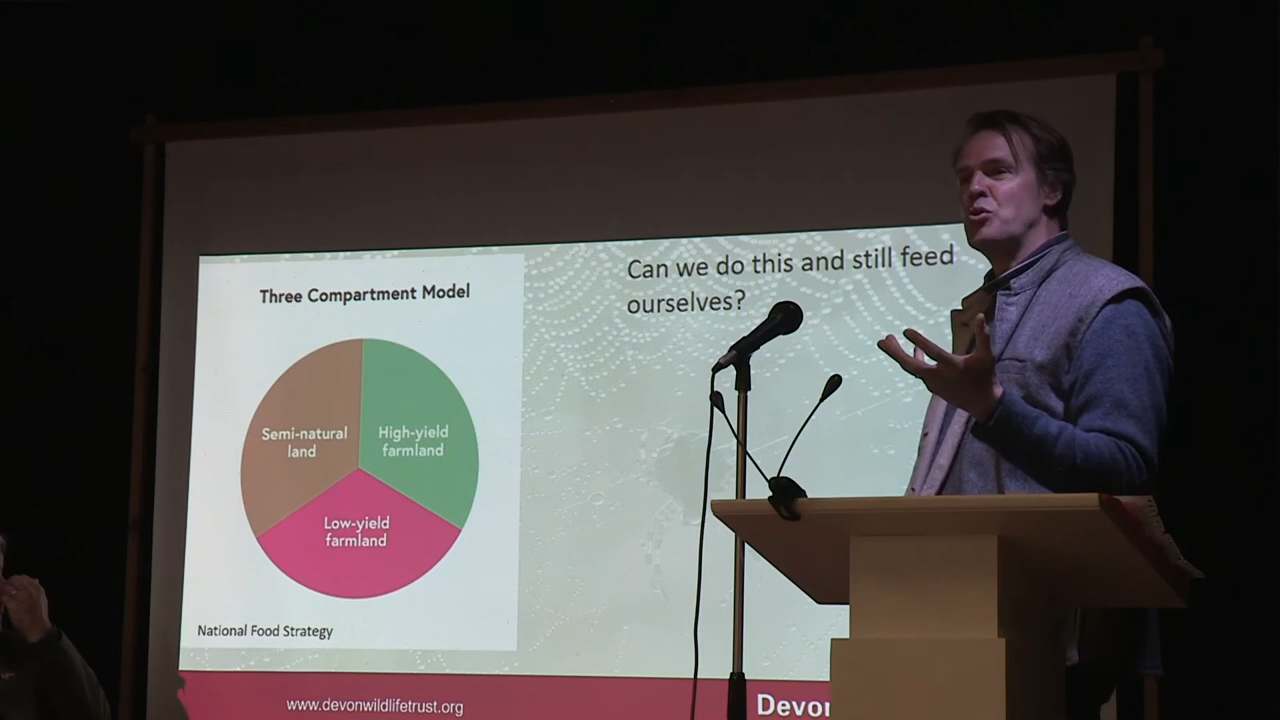 Three Compartment Model
Semi-natural
land
High-yield
farmland
Low-yield
farmland
National Food Strategy
Can we do this and still feed
ourselves?
www.devonwildlifetrust.org
Devon